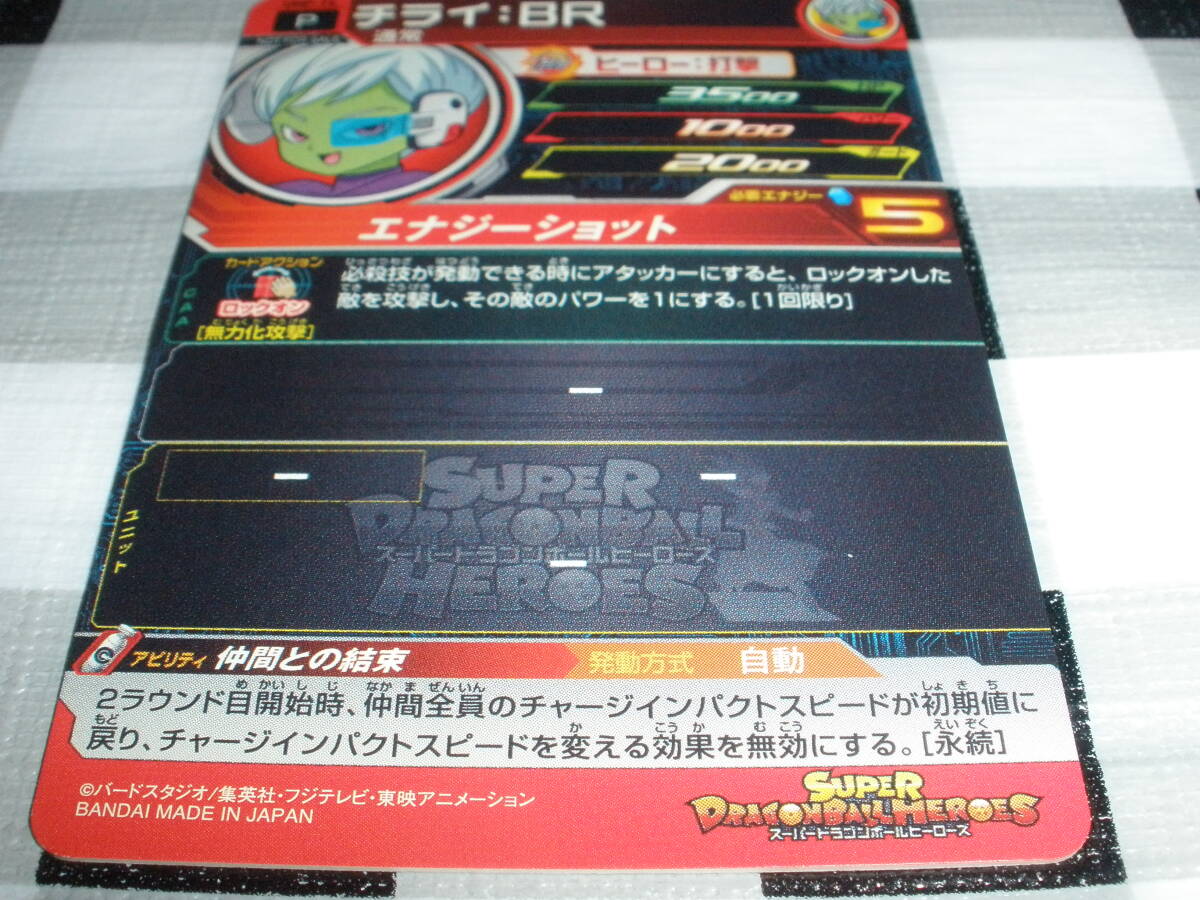 P
チライ:BR
通常
ヒーロー:打撃
3500
1000
ガード
2000
必要エナジー
5
エナジーショット
カードアクション
ロックオン
[無力化攻撃]
CAA
必殺技が発動できる時にアタッカーにすると、ロックオンした
敵を攻撃し、その敵のパワーを1にする。[1回限り]
ー
ー
ー
ー
ユニット
SUPER
DRAGONBALL
スーパードラゴンボールヒーローズ
HEROES
アビリティ 仲間との結束
発動方式 自動
2ラウンド目開始時、仲間全員のチャージインパクトスピードが初期値に
戻り、チャージインパクトスピードを変える効果を無効にする。[永続]
©バードスタジオ/集英社・フジテレビ・東映アニメーション
BANDAI MADE IN JAPAN
SUPER
DRAGONBALL HEROES
スーパードラゴンボールヒーローズ